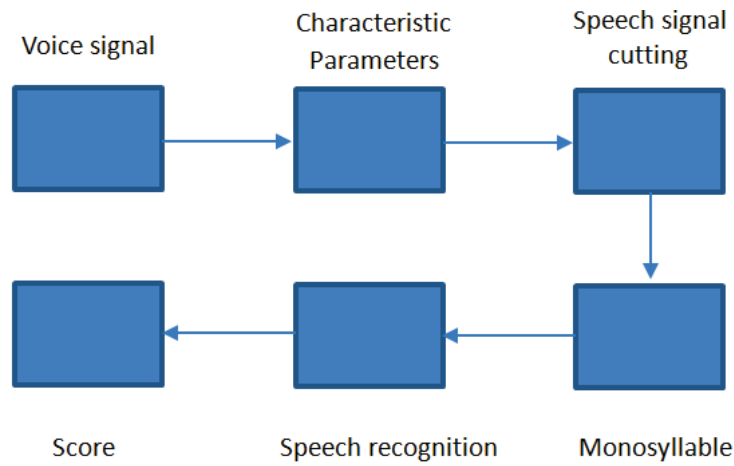 Voice signal
Characteristic
Parameters
Speech signal
cutting
Score
Speech recognition
Monosyllable